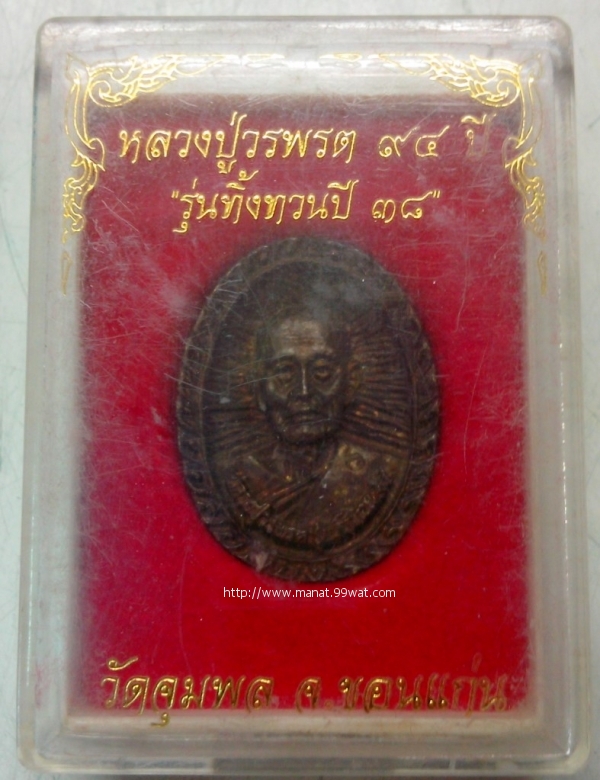 หลวงปู่วรพรต ๙๔ ปี
"รุ่นทิ้งทวนปี ๓๘"
http://www.manat.99wat.com
วัดจุมพล จ.ขอนแก่น